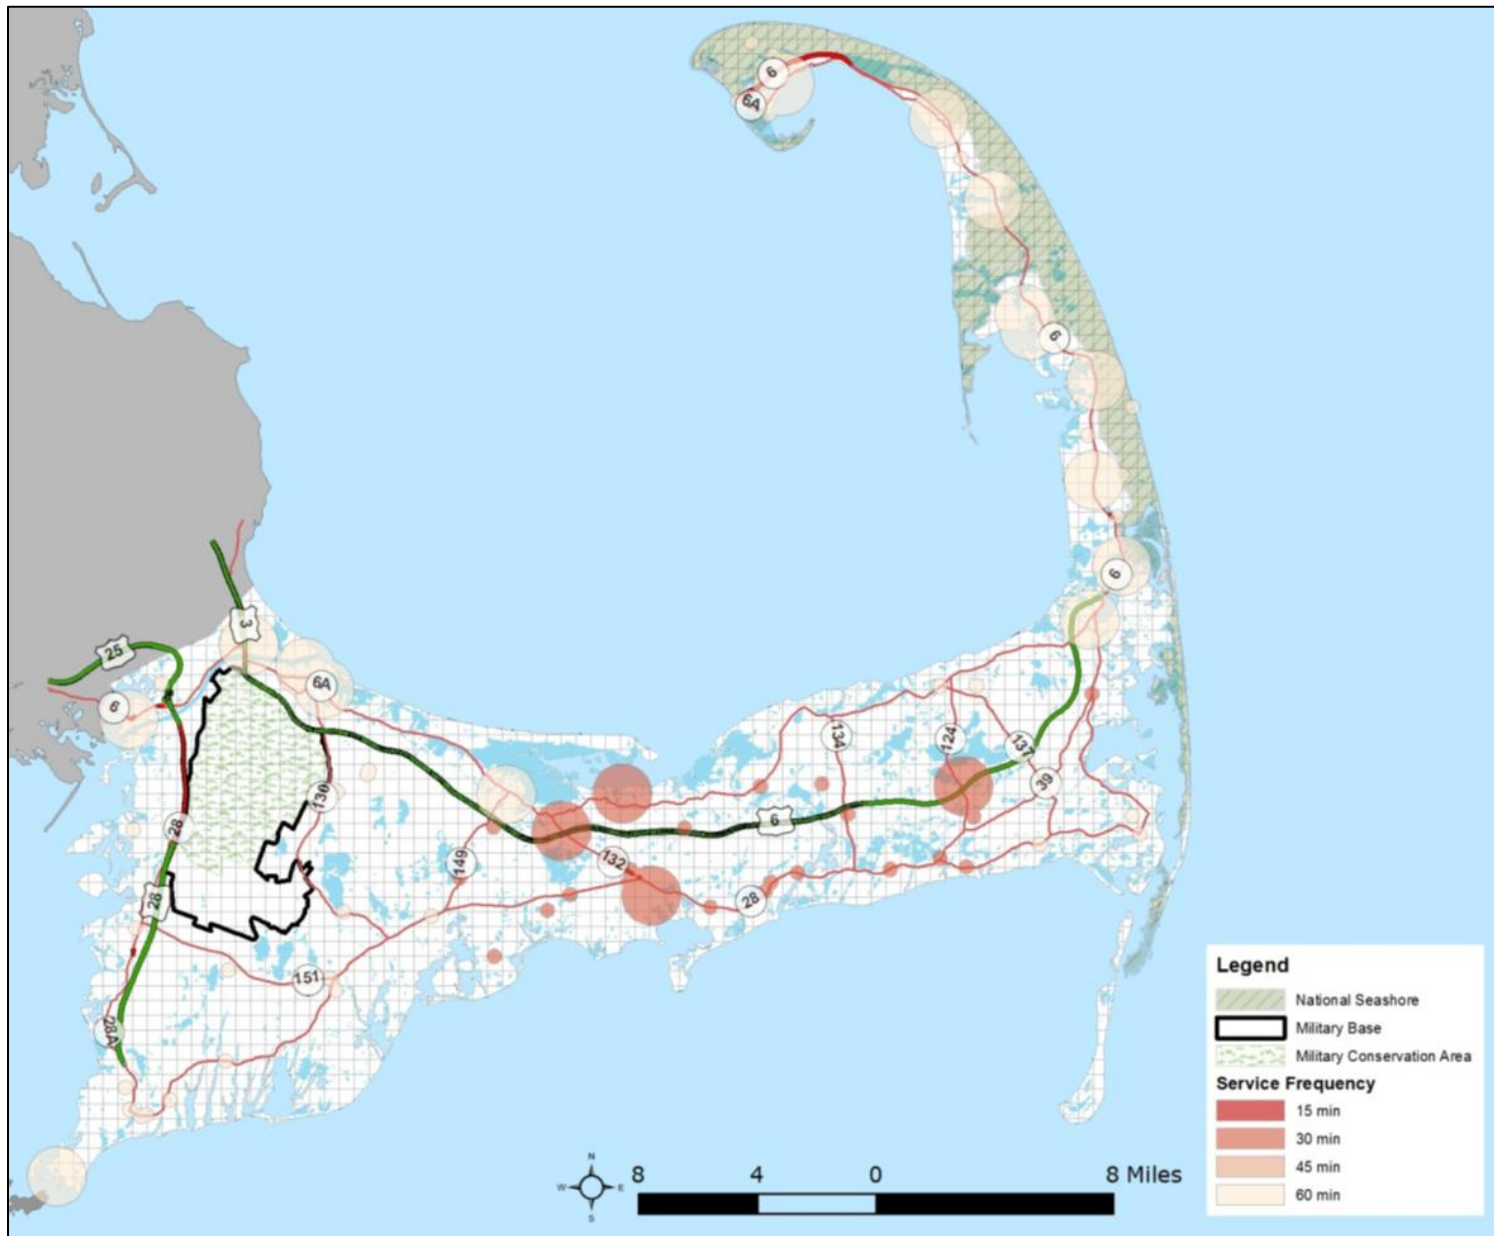 6
6A
6
6
3
25
6A
6
134
124
137
130
39
28
6
149
132
28
28
151
28A
Legend
National Seashore
Military Base
Military Conservation Area
Service Frequency
15 min
30 min
45 min
60 min
N
W E
S
8 4 0 8 Miles